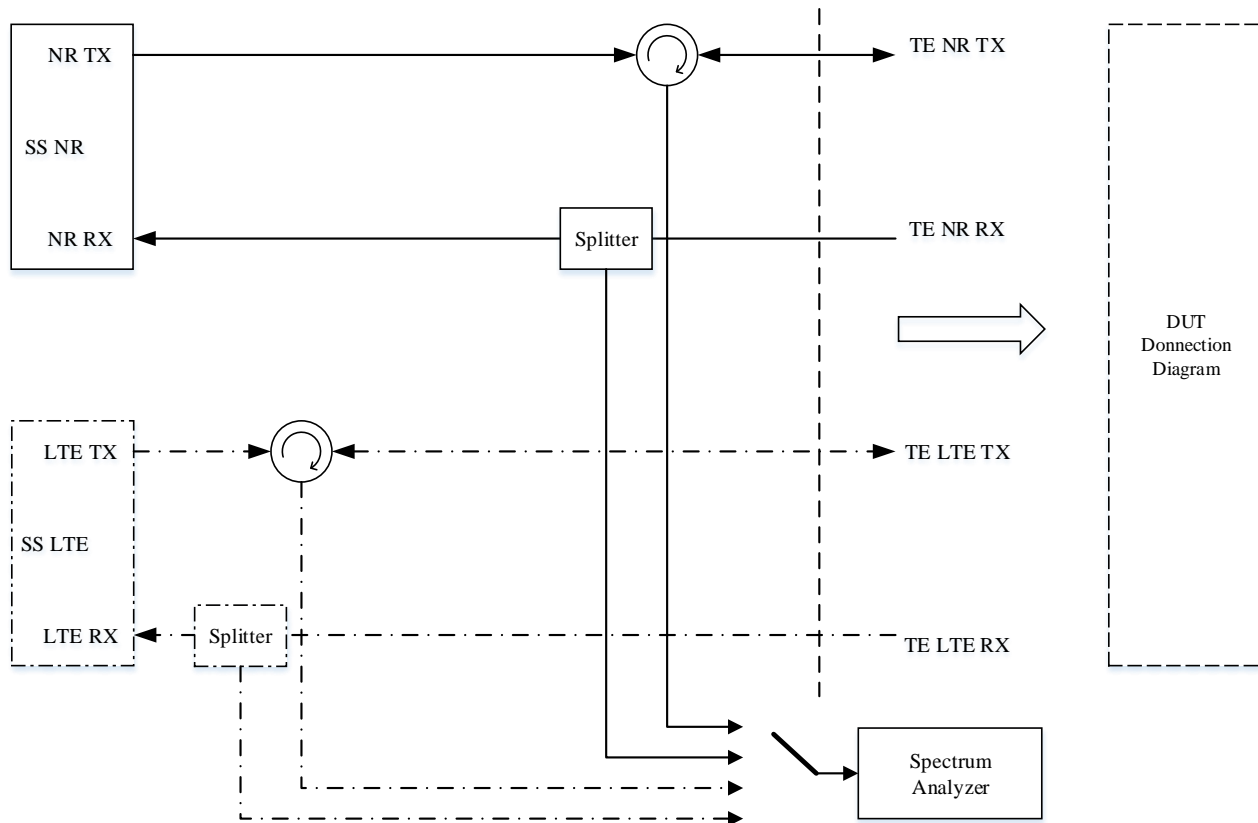 NR TX
TE NR TX
SS NR
NR RX
Splitter
TE NR RX
DUT
Donnection
Diagram
LTE TX
TE LTE TX
SS LTE
LTE RX
Splitter
TE LTE RX
Spectrum
Analyzer